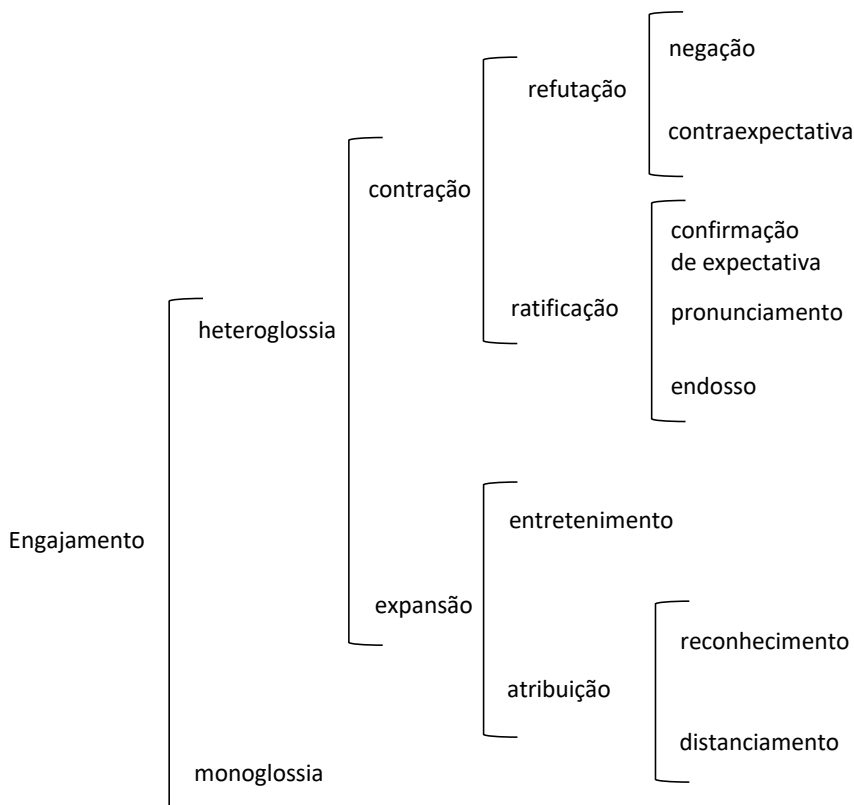 negação
refutação
contraexpectativa
contração
confirmação
de expectativa
ratificação
pronunciamento
heteroglossia
endosso
entretenimento
Engajamento
expansão
reconhecimento
atribuição
distanciamento
monoglossia